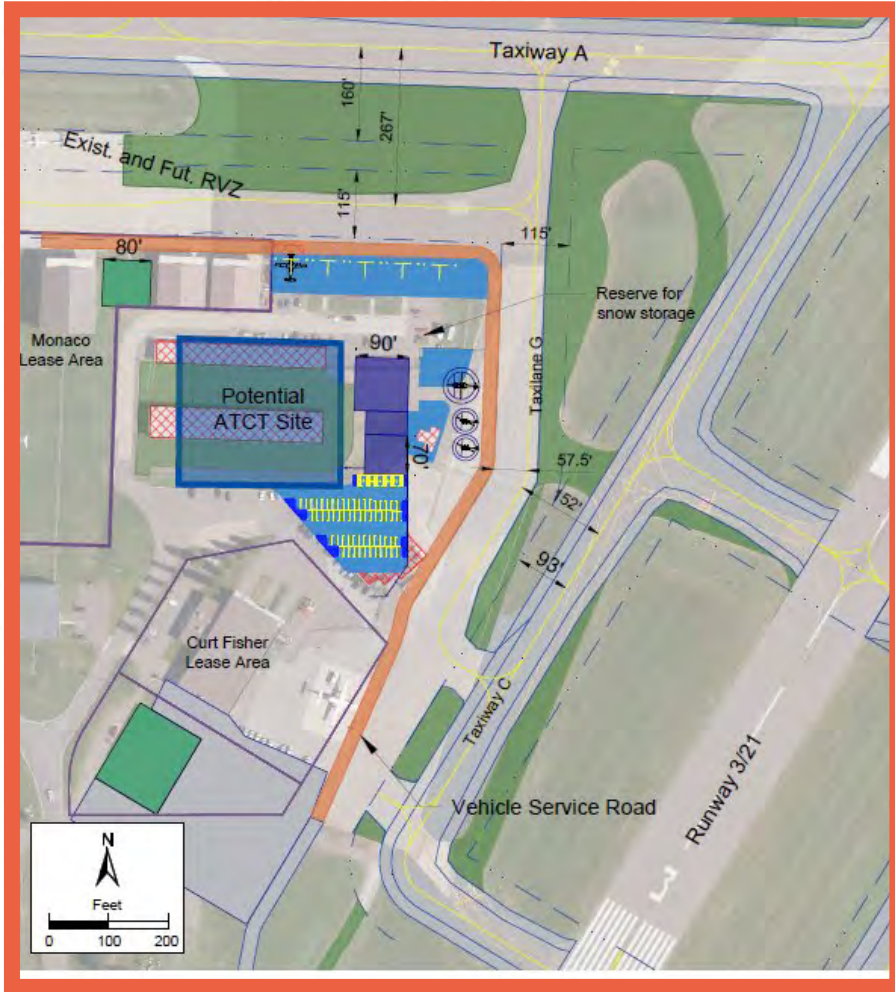 Taxiway A
160'
267'
Exist. and Fut. RVZ
115'
115'
80'
Reserve for
snow storage
Monaco
Lease Area
90'
Potential
ATCT Site
Taxilane G
70'
57.5'
152'
93'
Curt Fisher
Lease Area
Taxiway C
Vehicle Service Road
Runway 3/21
3
N
Feet
0 100 200